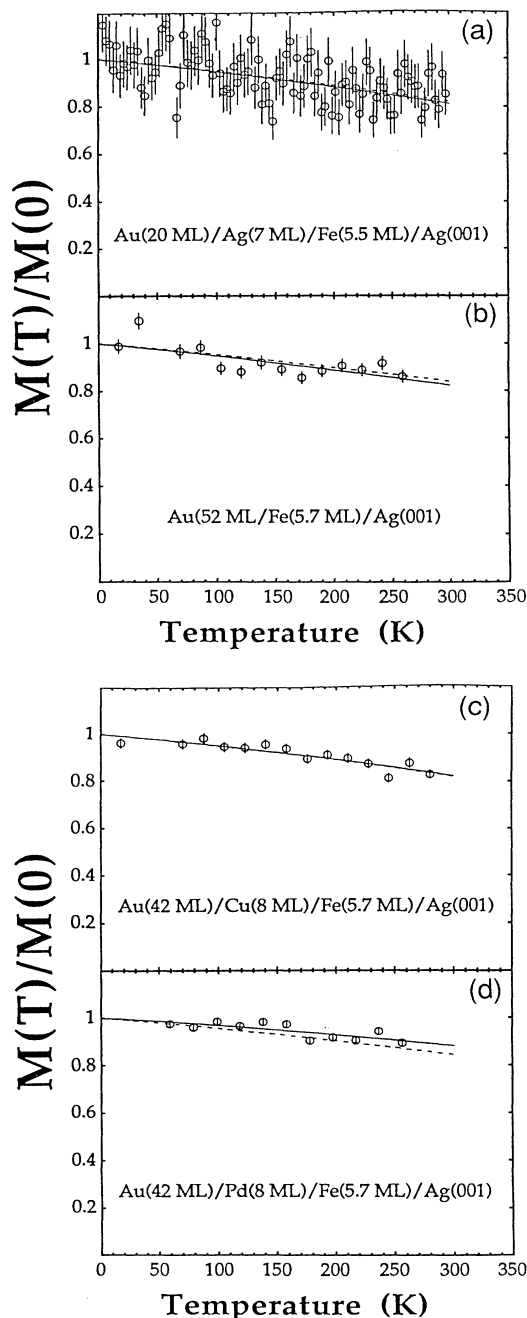 (a)
1
0.8
0.6
0.4
0.2
Au(20 ML)/Ag(7 ML)/Fe(5.5 ML)/Ag(001)
M(T)/M(0)
(b)
1
0.8
0.6
0.4
0.2
Au(52 ML/Fe(5.7 ML)/Ag(001)
0 50 100 150 200 250 300 350
Temperature (K)
(c)
1
0.8
0.6
0.4
0.2
Au(42 ML)/Cu(8 ML)/Fe(5.7 ML)/Ag(001)
M(T)/M(0)
(d)
1
0.8
0.6
0.4
0.2
Au(42 ML)/Pd(8 ML)/Fe(5.7 ML)/Ag(001)
0 50 100 150 200 250 300 350
Temperature (K)